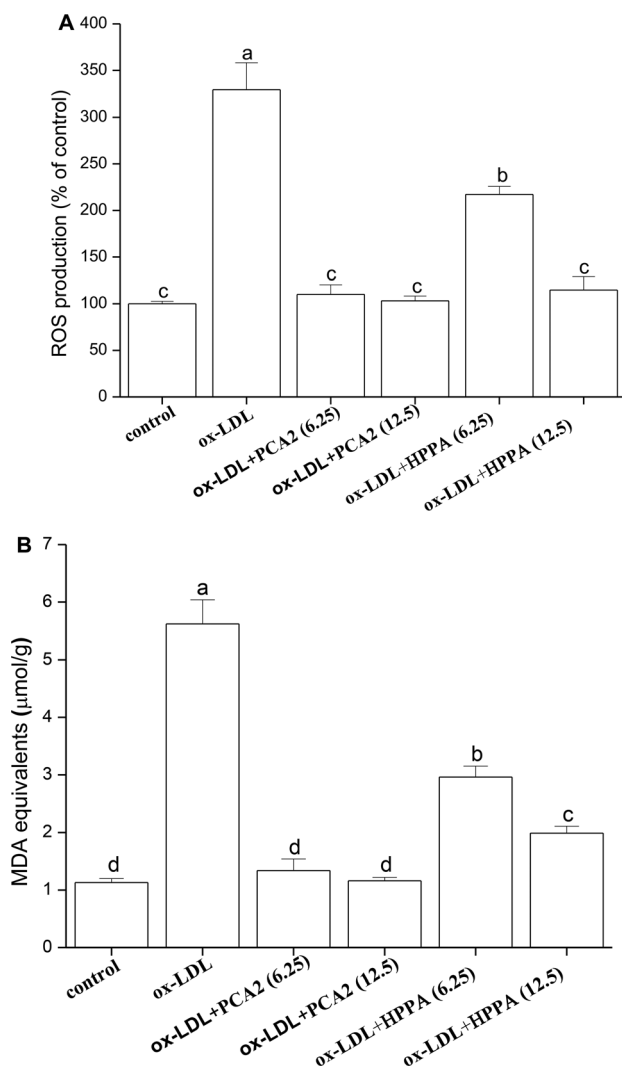 A
400
a
350
300
250
b
200
150
c
c
c
c
100
50
0
ROS production (% of control)
control
ox-LDL
ox-LDL+PCA2 (6.25)
ox-LDL+PCA2 (12.5)
ox-LDL+HPPA (6.25)
ox-LDL+HPPA (12.5)
B
7
a
6
5
4
b
3
c
2
d
d
d
1
0
MDA equivalents (μmol/g)
control
ox-LDL
ox-LDL+PCA2 (6.25)
ox-LDL+PCA2 (12.5)
ox-LDL+HPPA (6.25)
ox-LDL+HPPA (12.5)